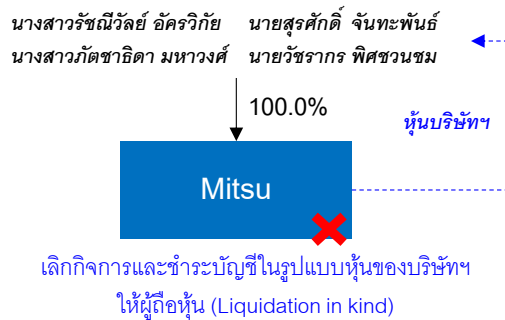 นางสาวรัชณีวัลย์ อัครวิกัย นายสุรศักดิ์ จันทะพันธ์
นางสาวภัตชาธิดา มหาวงศ์ นายวัชรากร พิศชวนชม
100.0%
หุ้นบริษัทฯ
Mitsu
เลิกกิจการและชำระบัญชีในรูปแบบหุ้นของบริษัทฯ
ให้ผู้ถือหุ้น (Liquidation in kind)